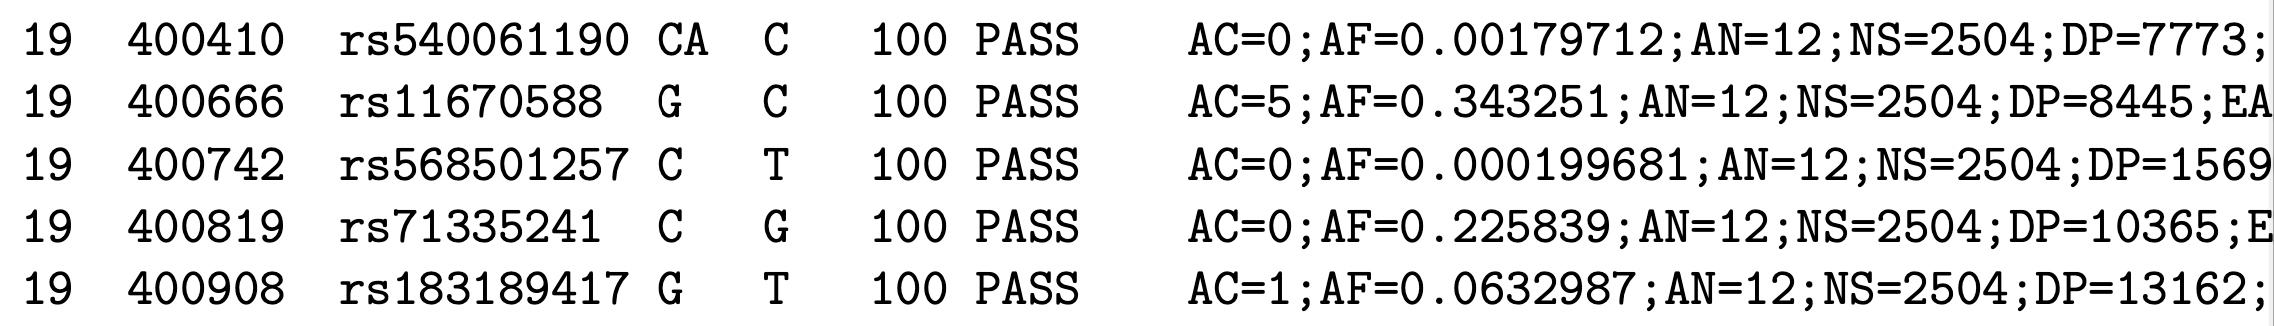 19 400410 rs540061190 CA C 100 PASS AC=0;AF=0.00179712;AN=12;NS=2504;DP=7773;
19 400666 rs11670588 G C 100 PASS AC=5;AF=0.343251;AN=12;NS=2504;DP=8445;EA
19 400742 rs568501257 C T 100 PASS AC=0;AF=0.000199681;AN=12;NS=2504;DP=1569
19 400819 rs71335241 C G 100 PASS AC=0;AF=0.225839;AN=12;NS=2504;DP=10365;E
19 400908 rs183189417 G T 100 PASS AC=1;AF=0.0632987;AN=12;NS=2504;DP=13162;